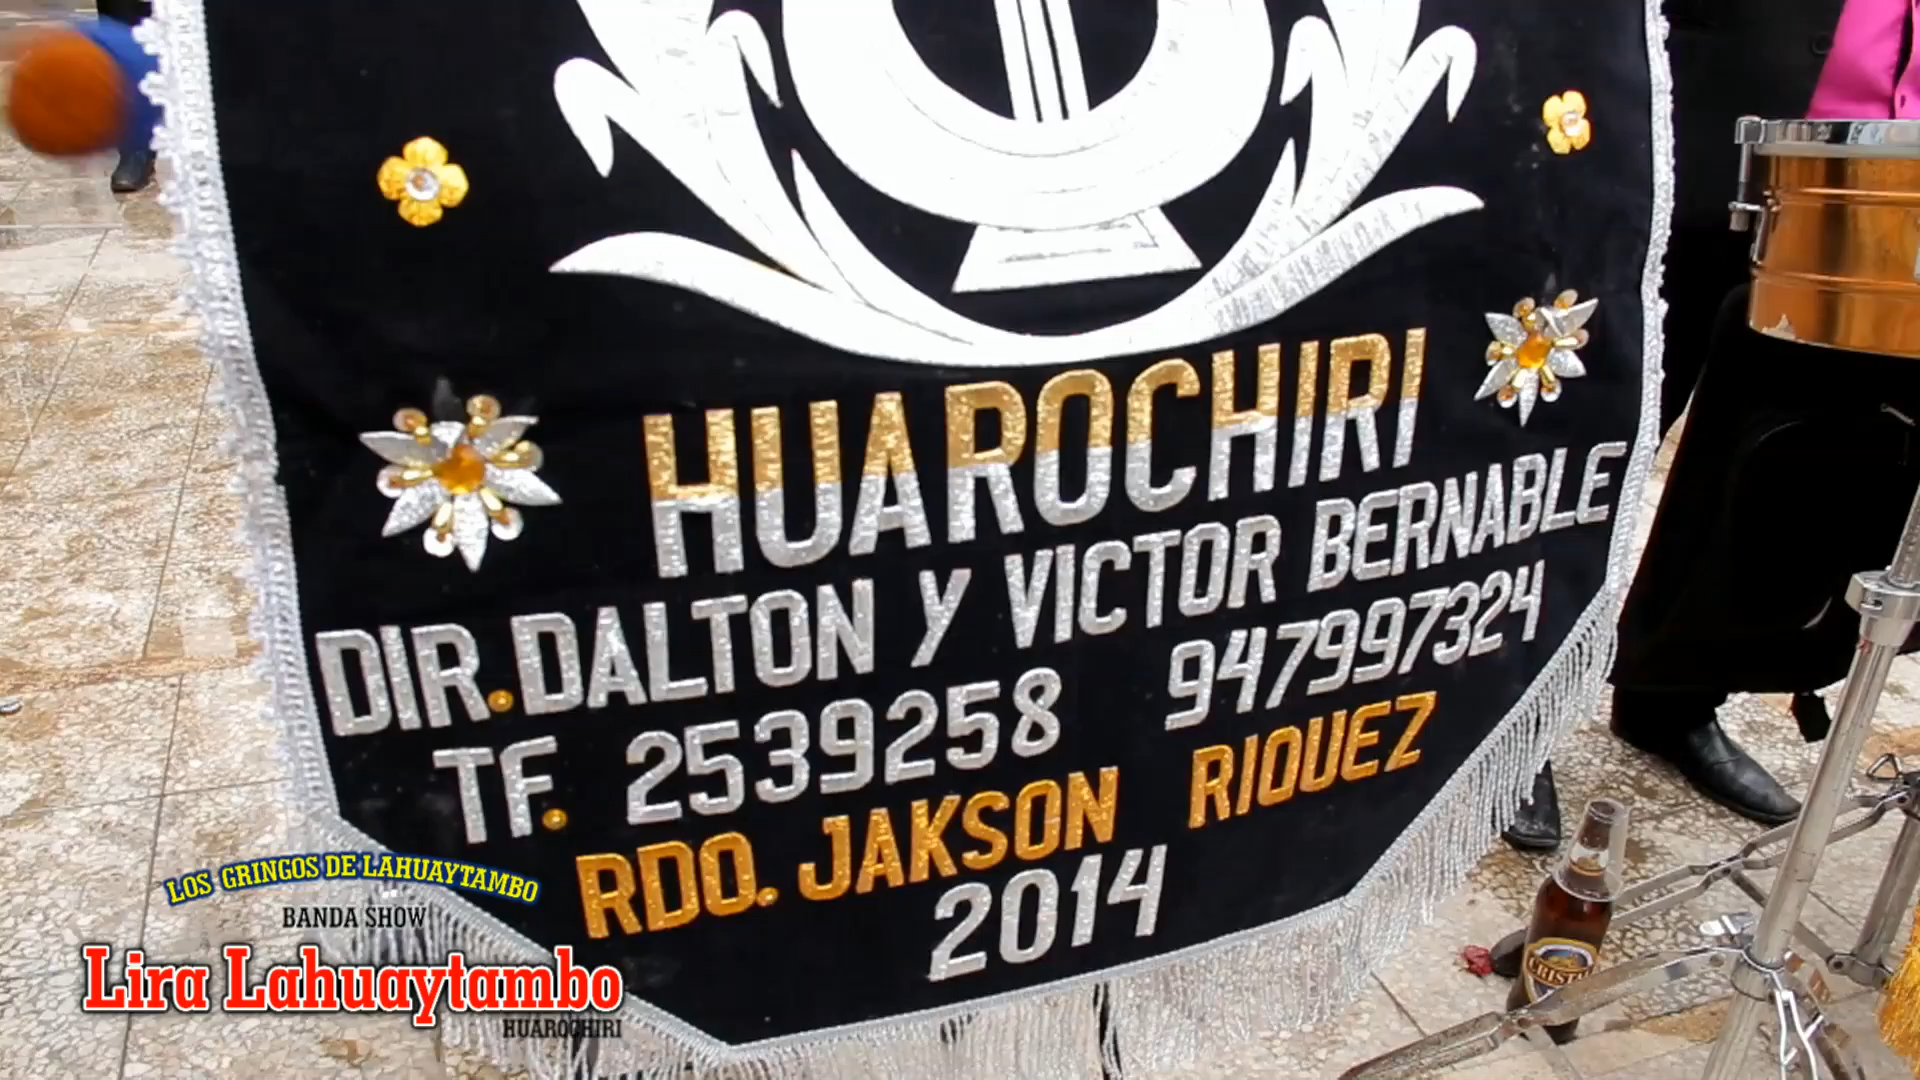 HUAROCHIRI
DIR. DALTON Y VICTOR BERNABLE
TF. 2539258 947997324
RDO. JAKSON RIQUEZ
2014
LOS GRINGOS DE LAHUAYTAMBO
BANDA SHOW
Lira Lahuaytambo
HUAROCHIRI
CRISTAL